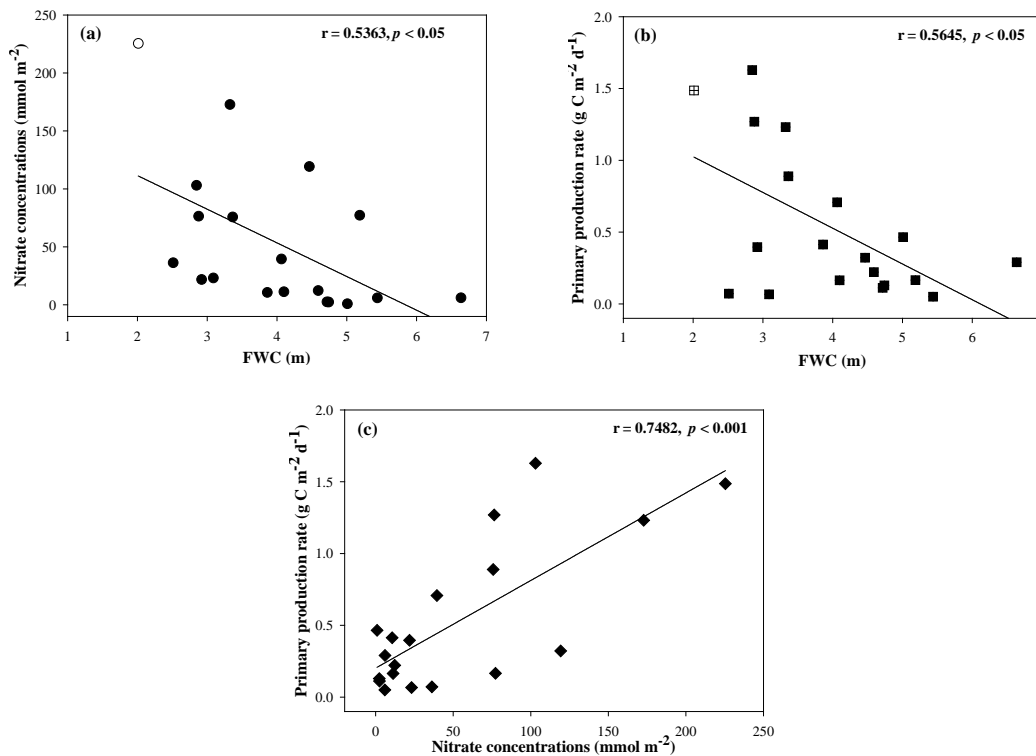 (a)
r = 0.5363, p < 0.05
Nitrate concentrations (mmol m-2)
250
200
150
100
50
0
1 2 3 4 5 6 7
FWC (m)
(b)
r = 0.5645, p < 0.05
Primary production rate (g C m-2 d-1)
2.0
1.5
1.0
0.5
0.0
1 2 3 4 5 6
FWC (m)
(c)
r = 0.7482, p < 0.001
Primary production rate (g C m-2 d-1)
2.0
1.5
1.0
0.5
0.0
0 50 100 150 200 250
Nitrate concentrations (mmol m-2)